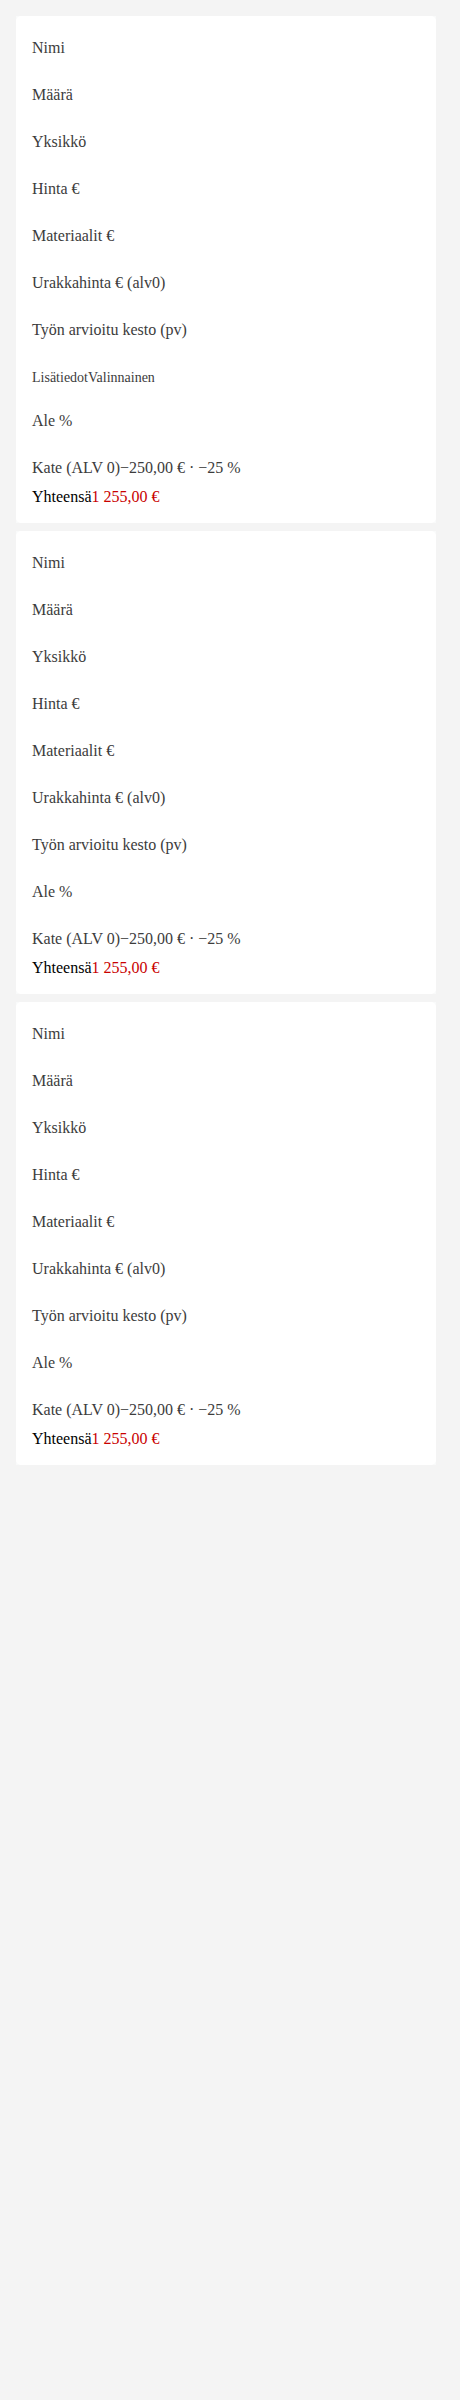 Nimi
Määrä
Yksikkö
Hinta €
Materiaalit €
Urakkahinta € (alv0)
Työn arvioitu kesto (pv)
LisätiedotValinnainen
Ale %
Kate (ALV 0)−250,00 € · −25 %
Yhteensä1 255,00 €
Nimi
Määrä
Yksikkö
Hinta €
Materiaalit €
Urakkahinta € (alv0)
Työn arvioitu kesto (pv)
Ale %
Kate (ALV 0)−250,00 € · −25 %
Yhteensä1 255,00 €
Nimi
Määrä
Yksikkö
Hinta €
Materiaalit €
Urakkahinta € (alv0)
Työn arvioitu kesto (pv)
Ale %
Kate (ALV 0)−250,00 € · −25 %
Yhteensä1 255,00 €